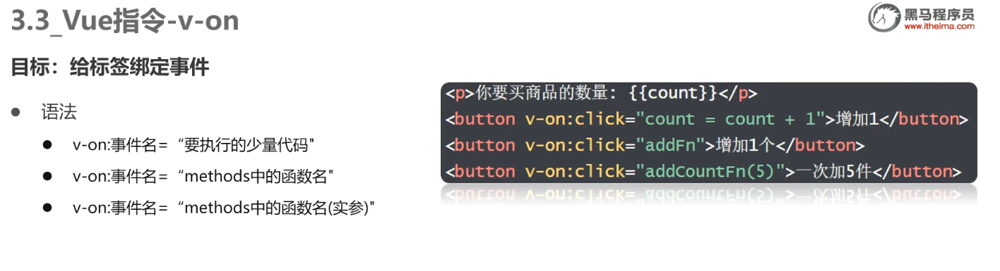 3.3_Vue指令-v-on
黑马程序员
www.itheima.com
目标：给标签绑定事件
● 语法
● v-on:事件名=“要执行的少量代码"
● v-on:事件名=“methods中的函数名"
● v-on:事件名=“methods中的函数名(实参)"
<p>你要买商品的数量: {{count}}</p>
<button v-on:click="count = count + 1">增加1</button>
<button v-on:click="addFn">增加1个</button>
<button v-on:click="addCountFn(5)">一次加5件</button>